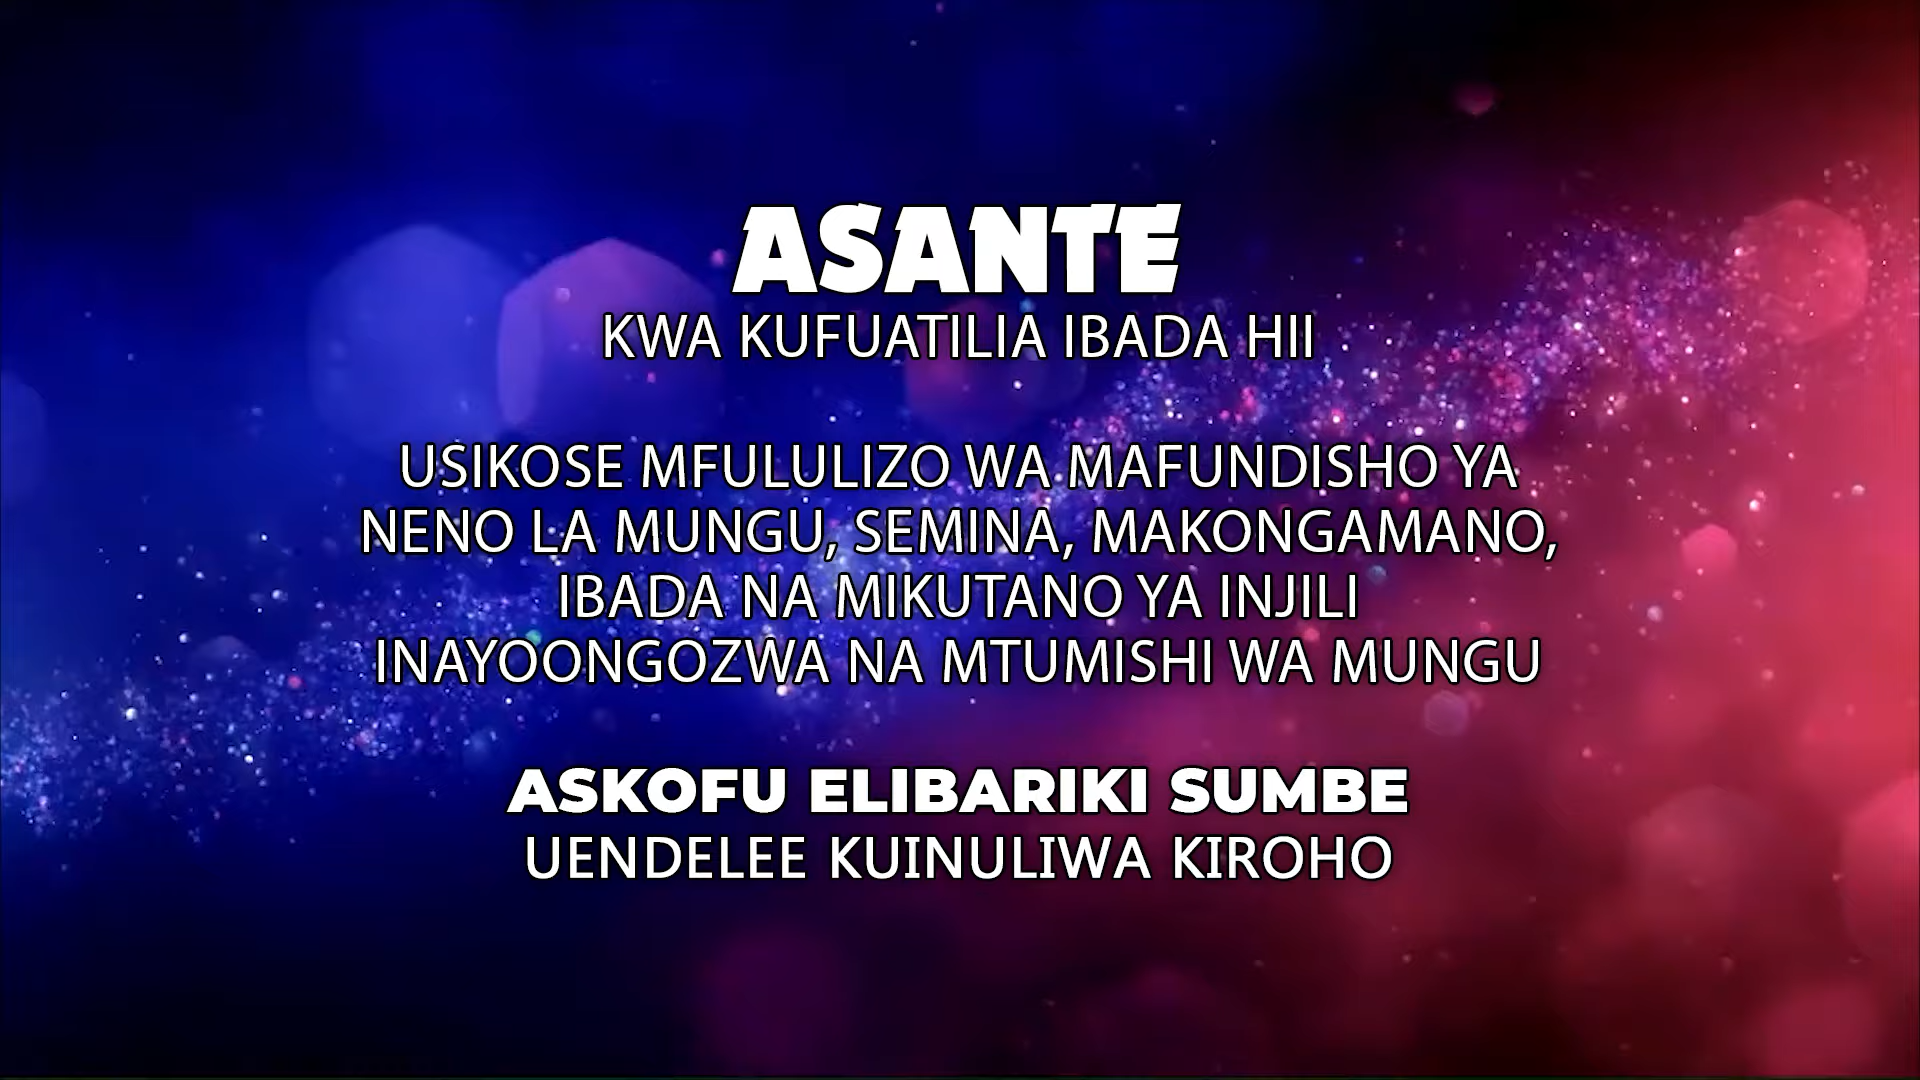 ASANTE
KWA KUFUATILIA IBADA HII
USIKOSE MFULULIZO WA MAFUNDISHO YA
NENO LA MUNGU, SEMINA, MAKONGAMANO,
IBADA NA MIKUTANO YA INJILI
INAYOONGOZWA NA MTUMISHI WA MUNGU
ASKOFU ELIBARIKI SUMBE
UENDELEE KUINULIWA KIROHO